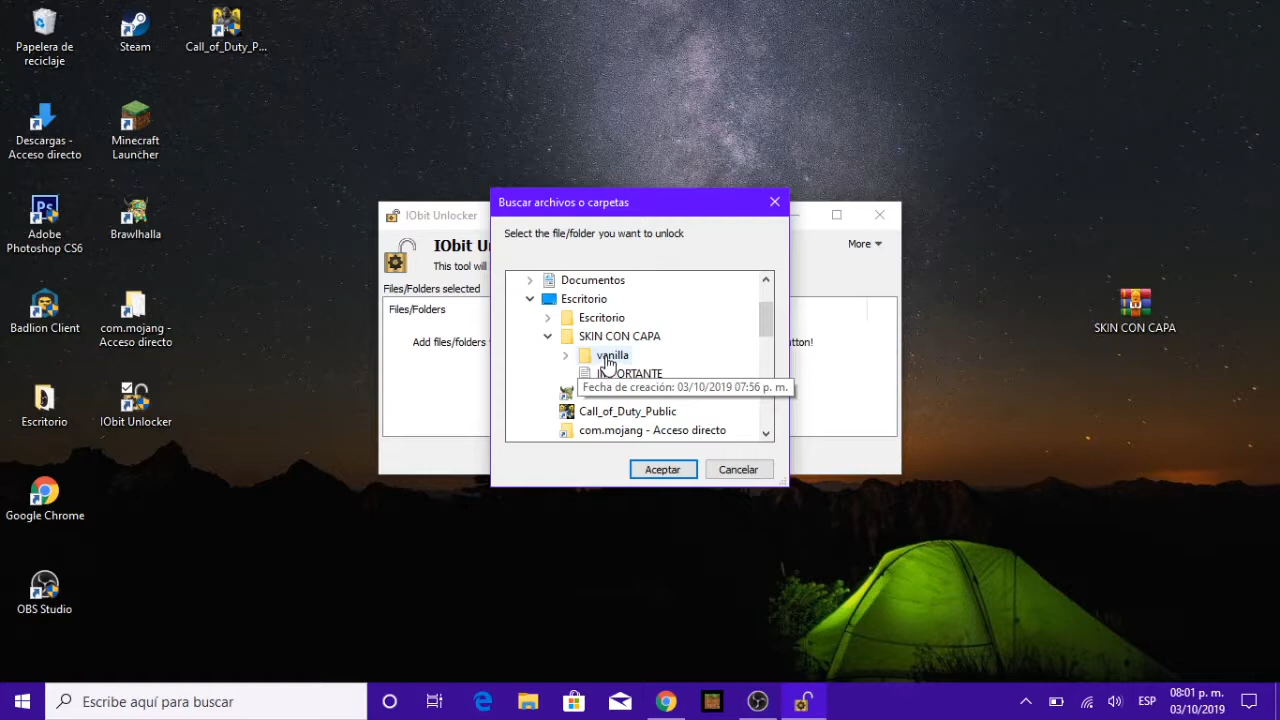 Papelera de
reciclaje
Steam
Call_of_Duty_P...
Descargas -
Acceso directo
Minecraft
Launcher
Adobe
Photoshop CS6
Brawlhalla
Badlion Client
com.mojang -
Acceso directo
Escritorio
IObit Unlocker
Google Chrome
OBS Studio
SKIN CON CAPA
IObit Unlocker
More
IObit Un
This tool will
Files/Folders selected
Files/Folders
Add files/folders
button!
Buscar archivos o carpetas
Select the file/folder you want to unlock
Documentos
Escritorio
Escritorio
SKIN CON CAPA
vanilla
IMPORTANTE
Fecha de creación: 03/10/2019 07:56 p. m.
Call_of_Duty_Public
com.mojang - Acceso directo
Aceptar
Cancelar
Escribe aquí para buscar
ESP
08:01 p. m.
03/10/2019